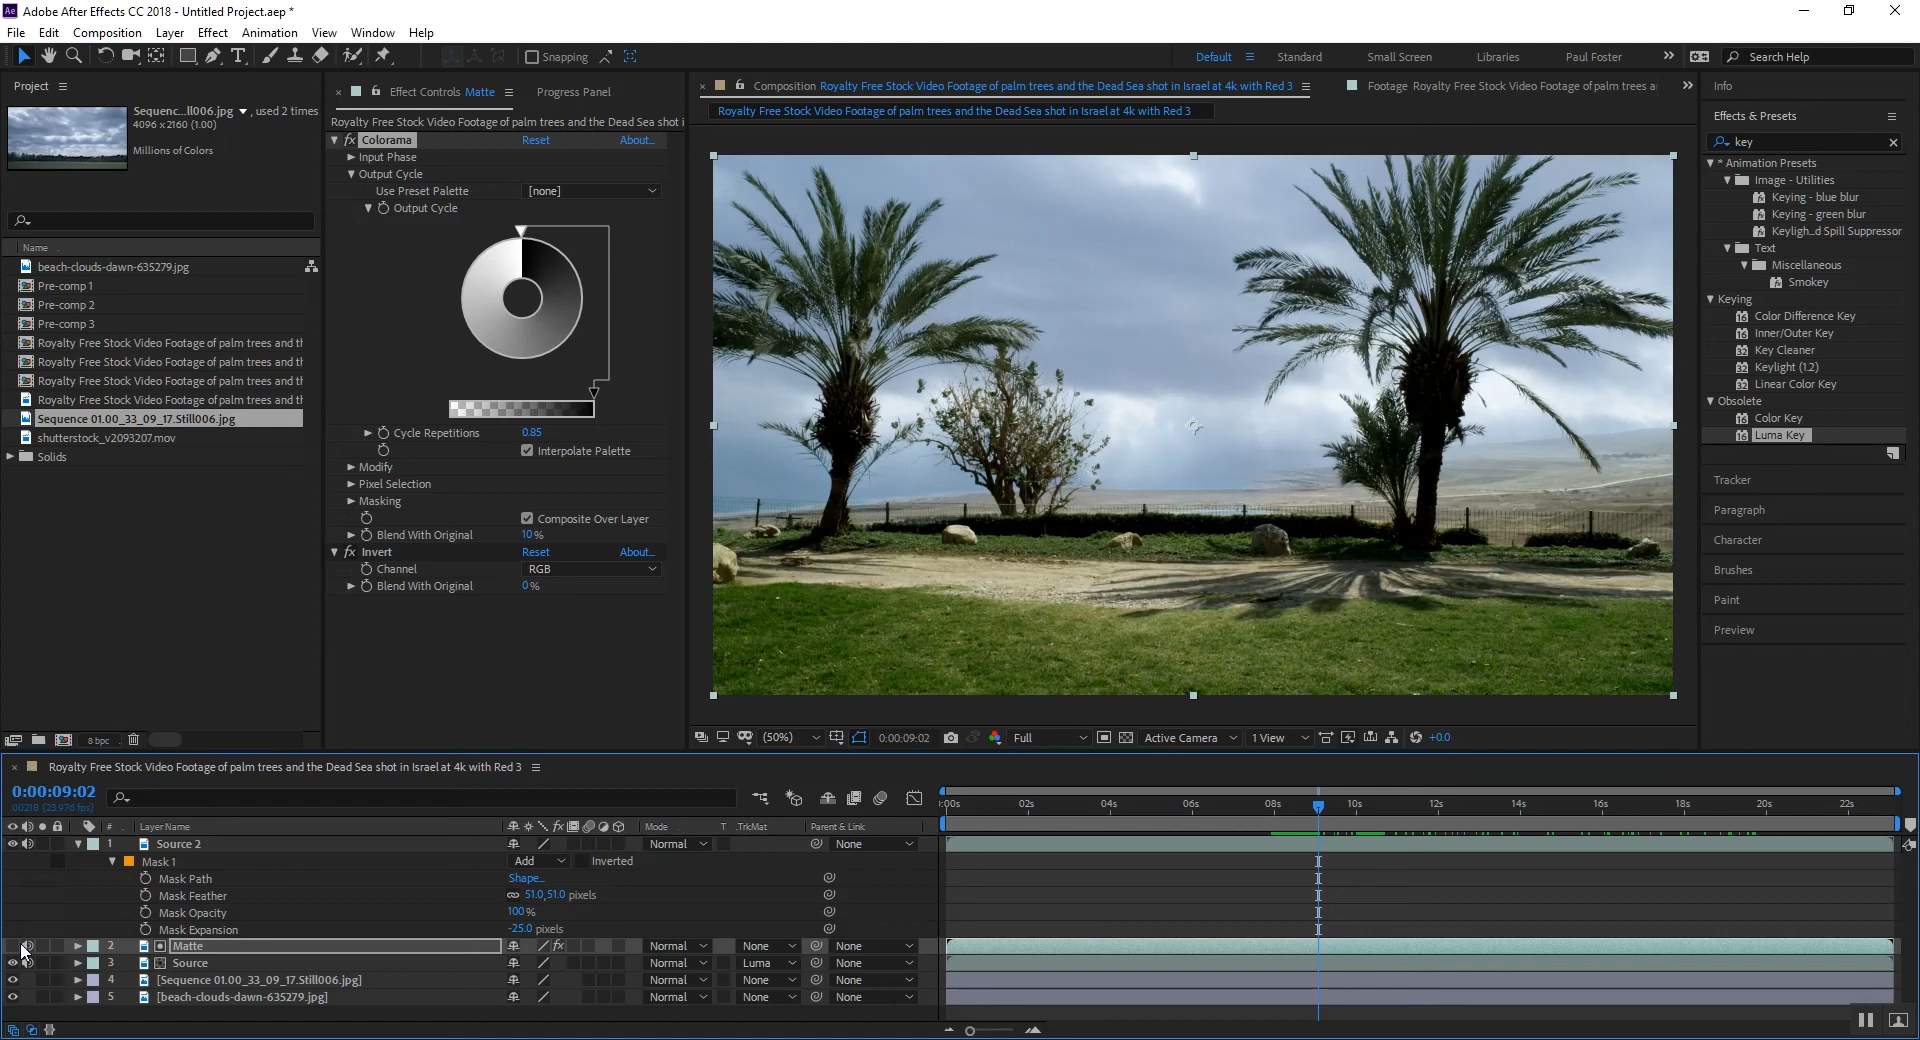 Adobe After Effects CC 2018 - Untitled Project.aep *
File Edit Composition Layer Effect Animation View Window Help
Snapping
Default Standard Small Screen Libraries Paul Foster Search Help
Project
Sequenc...ll006.jpg , used 2 times
4096 x 2160 (1.00)
Millions of Colors
Name
beach-clouds-dawn-635279.jpg
Pre-comp 1
Pre-comp 2
Pre-comp 3
Royalty Free Stock Video Footage of palm trees and th
Royalty Free Stock Video Footage of palm trees and th
Royalty Free Stock Video Footage of palm trees and th
Royalty Free Stock Video Footage of palm trees and th
Sequence 01.00_33_09_17.Still006.jpg
shutterstock_v2093207.mov
Solids
8 bpc
Effect Controls Matte Progress Panel
Royalty Free Stock Video Footage of palm trees and the Dead Sea shot i
fx Colorama Reset About...
Input Phase
Output Cycle
Use Preset Palette [none]
Output Cycle
Cycle Repetitions 0.85
Interpolate Palette
Modify
Pixel Selection
Masking
Composite Over Layer
Blend With Original 10 %
fx Invert Reset About...
Channel RGB
Blend With Original 0 %
Composition Royalty Free Stock Video Footage of palm trees and the Dead Sea shot in Israel at 4k with Red 3
Footage Royalty Free Stock Video Footage of palm trees a
Royalty Free Stock Video Footage of palm trees and the Dead Sea shot in Israel at 4k with Red 3
(50%) 0:00:09:02 Full Active Camera 1 View +0.0
Info
Effects & Presets
key
* Animation Presets
Image - Utilities
Keying - blue blur
Keying - green blur
Keyligh...d Spill Suppressor
Text
Miscellaneous
Smokey
Keying
Color Difference Key
Inner/Outer Key
Key Cleaner
Keylight (1.2)
Linear Color Key
Obsolete
Color Key
Luma Key
Tracker
Paragraph
Character
Brushes
Paint
Preview
Royalty Free Stock Video Footage of palm trees and the Dead Sea shot in Israel at 4k with Red 3
0:00:09:02
00218 (23.976 fps)
:00s 02s 04s 06s 08s 10s 12s 14s 16s 18s 20s 22s
# Layer Name fx Mode T .TrkMat Parent & Link
1 Source 2 Normal None
Mask 1 Add Inverted
Mask Path Shape...
Mask Feather 51.0,51.0 pixels
Mask Opacity 100 %
Mask Expansion -25.0 pixels
2 Matte fx Normal None None
3 Source Normal Luma None
4 [Sequence 01.00_33_09_17.Still006.jpg] Normal None None
5 [beach-clouds-dawn-635279.jpg] Normal None None